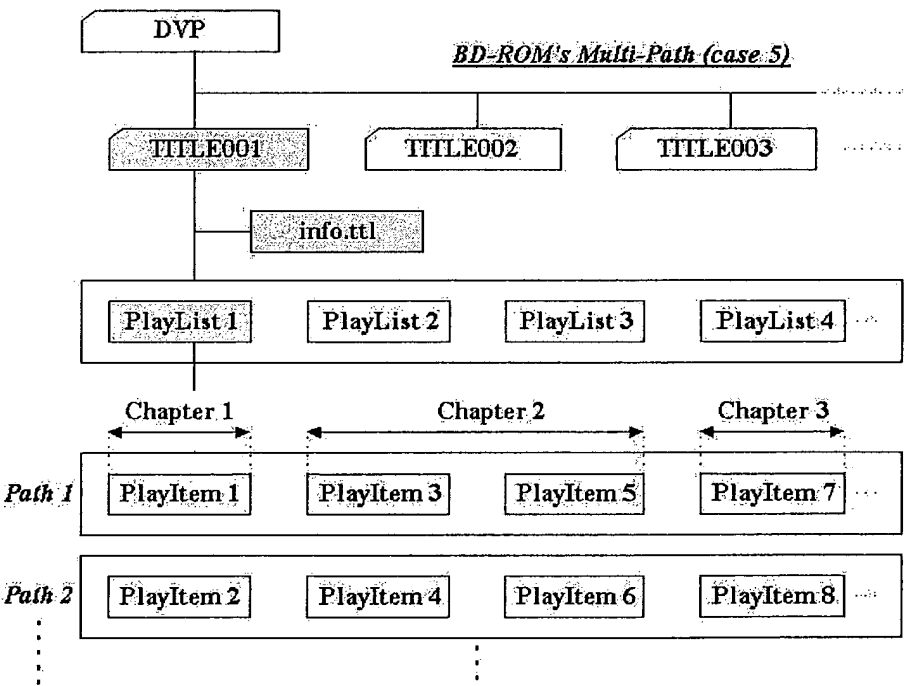 DVP
BD-ROM's Multi-Path (case 5)
TITLE001 TITLE002 TITLE003
info.ttl
PlayList 1 PlayList 2 PlayList 3 PlayList 4
Chapter 1 Chapter 2 Chapter 3
Path 1 PlayItem 1 PlayItem 3 PlayItem 5 PlayItem 7
Path 2 PlayItem 2 PlayItem 4 PlayItem 6 PlayItem 8